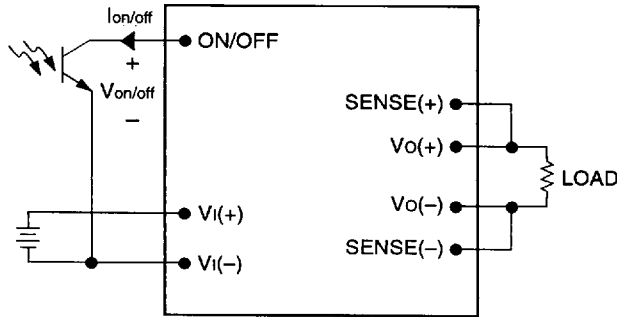 Ion/off
ON/OFF
+
Von/off
−
SENSE(+)
VO(+)
LOAD
VI(+)
VO(−)
SENSE(−)
VI(−)